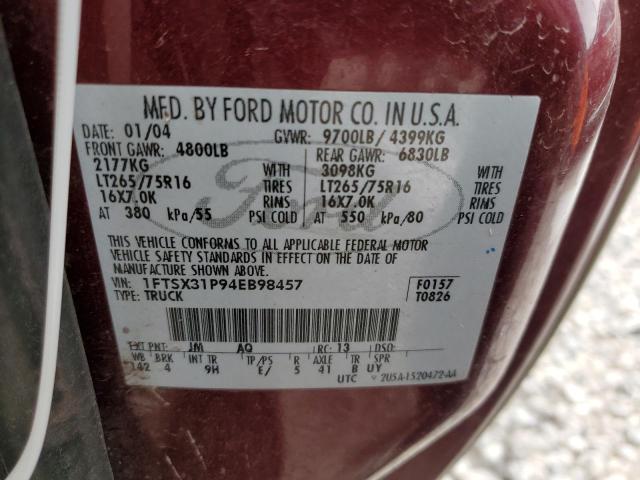 MFD. BY FORD MOTOR CO. IN U.S.A.
DATE: 01/04 GVWR: 9700LB / 4399KG
FRONT GAWR: 4800LB REAR GAWR: 6830LB
2177KG WITH 3098KG WITH
LT265/75R16 TIRES LT265/75R16 TIRES
16X7.0K RIMS 16X7.0K RIMS
AT 380 kPa/55 PSI COLD AT 550 kPa/80 PSI COLD
Ford
THIS VEHICLE CONFORMS TO ALL APPLICABLE FEDERAL MOTOR
VEHICLE SAFETY STANDARDS IN EFFECT ON THE DATE OF
MANUFACTURE SHOWN ABOVE.
VIN: 1FTSX31P94EB98457 F0157
TYPE: TRUCK T0826
EXT PNT: JM AQ RC: 13 DSO:
WB BRK INT TR TP/PS R AXLE TR SPR
142 4 9H E/ 5 41 B UY
UTC 2U5A-1520472-AA